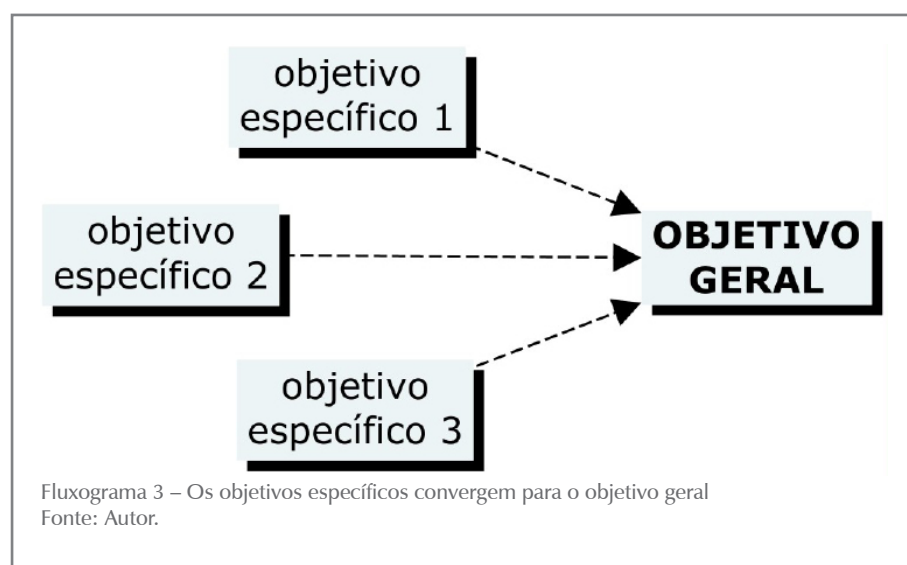 objetivo
específico 1
objetivo
específico 2
OBJETIVO
GERAL
objetivo
específico 3
Fluxograma 3 – Os objetivos específicos convergem para o objetivo geral
Fonte: Autor.